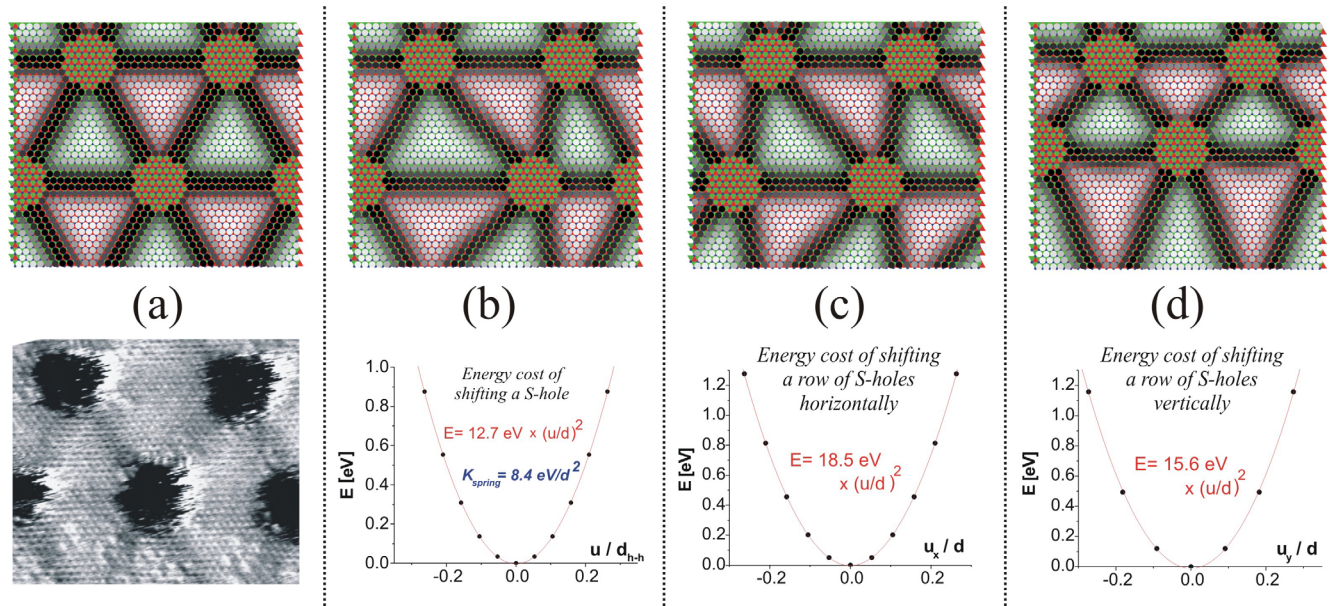 (a)
(b)
(c)
(d)
Energy cost of
shifting a S-hole
E= 12.7 eV × (u/d)²
K_spring = 8.4 eV/d²
E [eV]
1.0
0.8
0.6
0.4
0.2
0.0
-0.2
0.0
0.2
u / d_h-h
Energy cost of shifting
a row of S-holes
horizontally
E= 18.5 eV
× (u/d)²
E [eV]
1.2
1.0
0.8
0.6
0.4
0.2
0.0
-0.2
0.0
0.2
u_x / d
Energy cost of shifting
a row of S-holes
vertically
E= 15.6 eV
× (u/d)²
E [eV]
1.2
1.0
0.8
0.6
0.4
0.2
0.0
-0.2
0.0
0.2
u_y / d